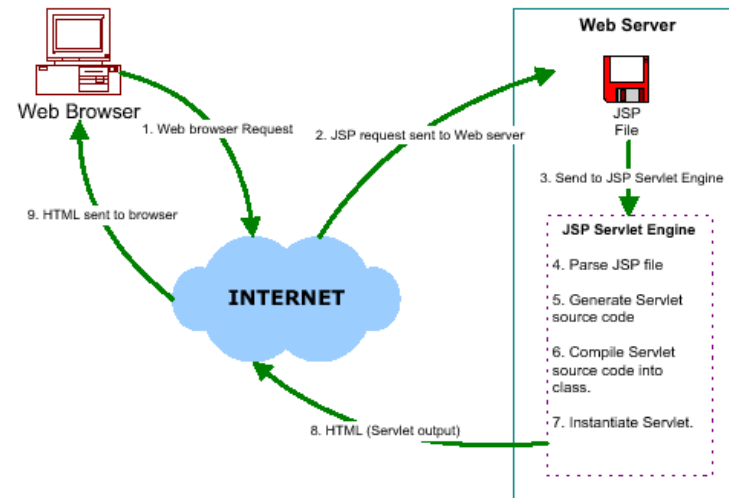 Web Server
Web Browser
JSP
File
1. Web browser Request
2. JSP request sent to Web server
3. Send to JSP Servlet Engine
9. HTML sent to browser
JSP Servlet Engine
4. Parse JSP file
5. Generate Servlet
source code
6. Compile Servlet
source code into
class.
7. Instantiate Servlet.
INTERNET
8. HTML (Servlet output)